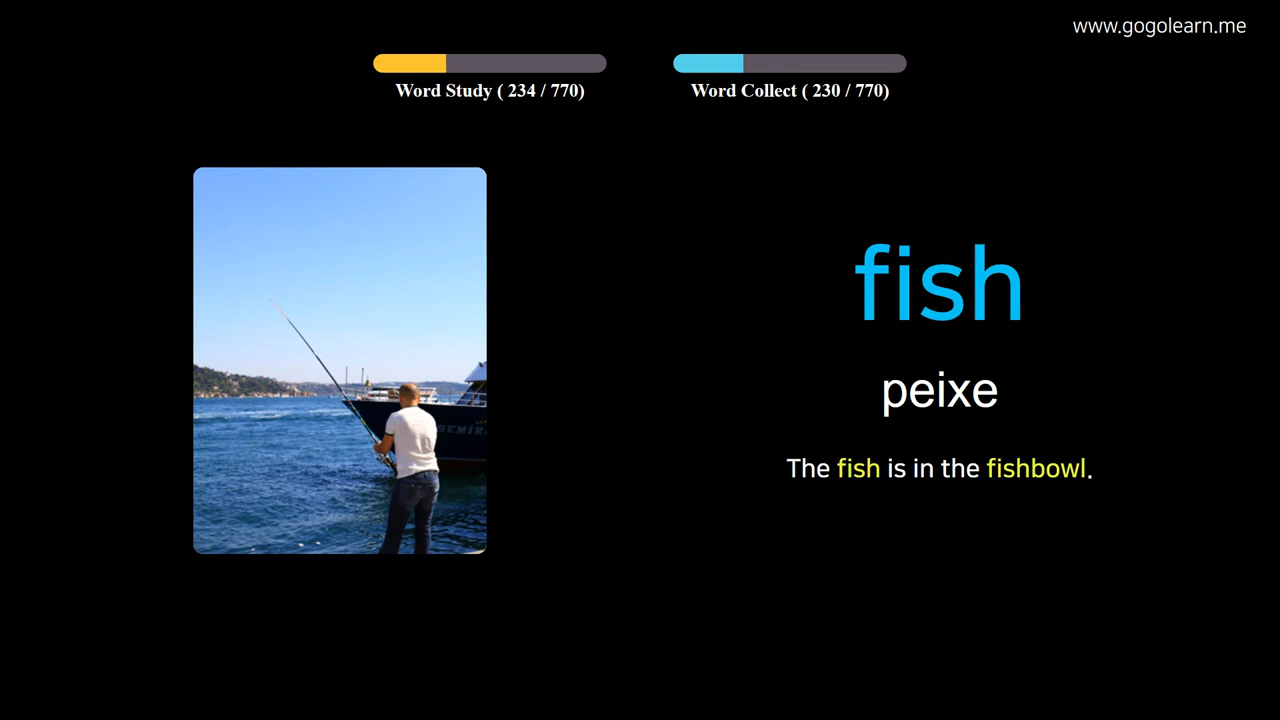 www.gogolearn.me
Word Study ( 234 / 770)
Word Collect ( 230 / 770)
fish
peixe
The fish is in the fishbowl.